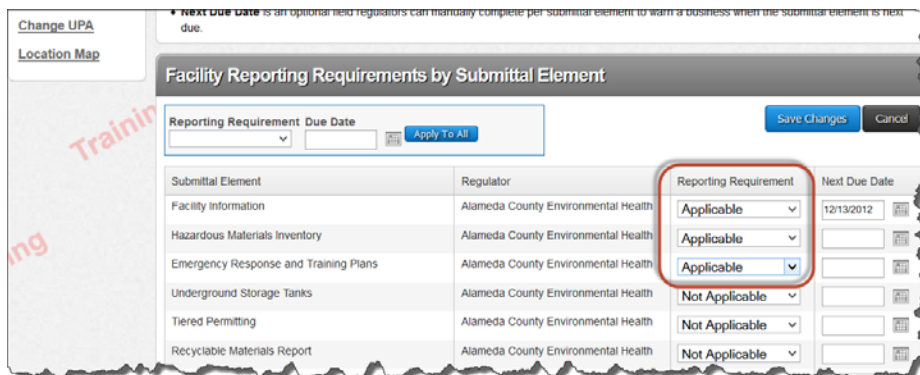 • Next Due Date is an optional field regulators can manually complete per submittal element to warn a business when the submittal element is next
due.
Change UPA
Location Map
Facility Reporting Requirements by Submittal Element
Training
Reporting Requirement Due Date
Apply To All
Save Changes Cancel
Submittal Element Regulator Reporting Requirement Next Due Date
Facility Information Alameda County Environmental Health Applicable 12/13/2012
Hazardous Materials Inventory Alameda County Environmental Health Applicable
ing
Emergency Response and Training Plans Alameda County Environmental Health Applicable
Underground Storage Tanks Alameda County Environmental Health Not Applicable
Tiered Permitting Alameda County Environmental Health Not Applicable
Recyclable Materials Report Alameda County Environmental Health Not Applicable